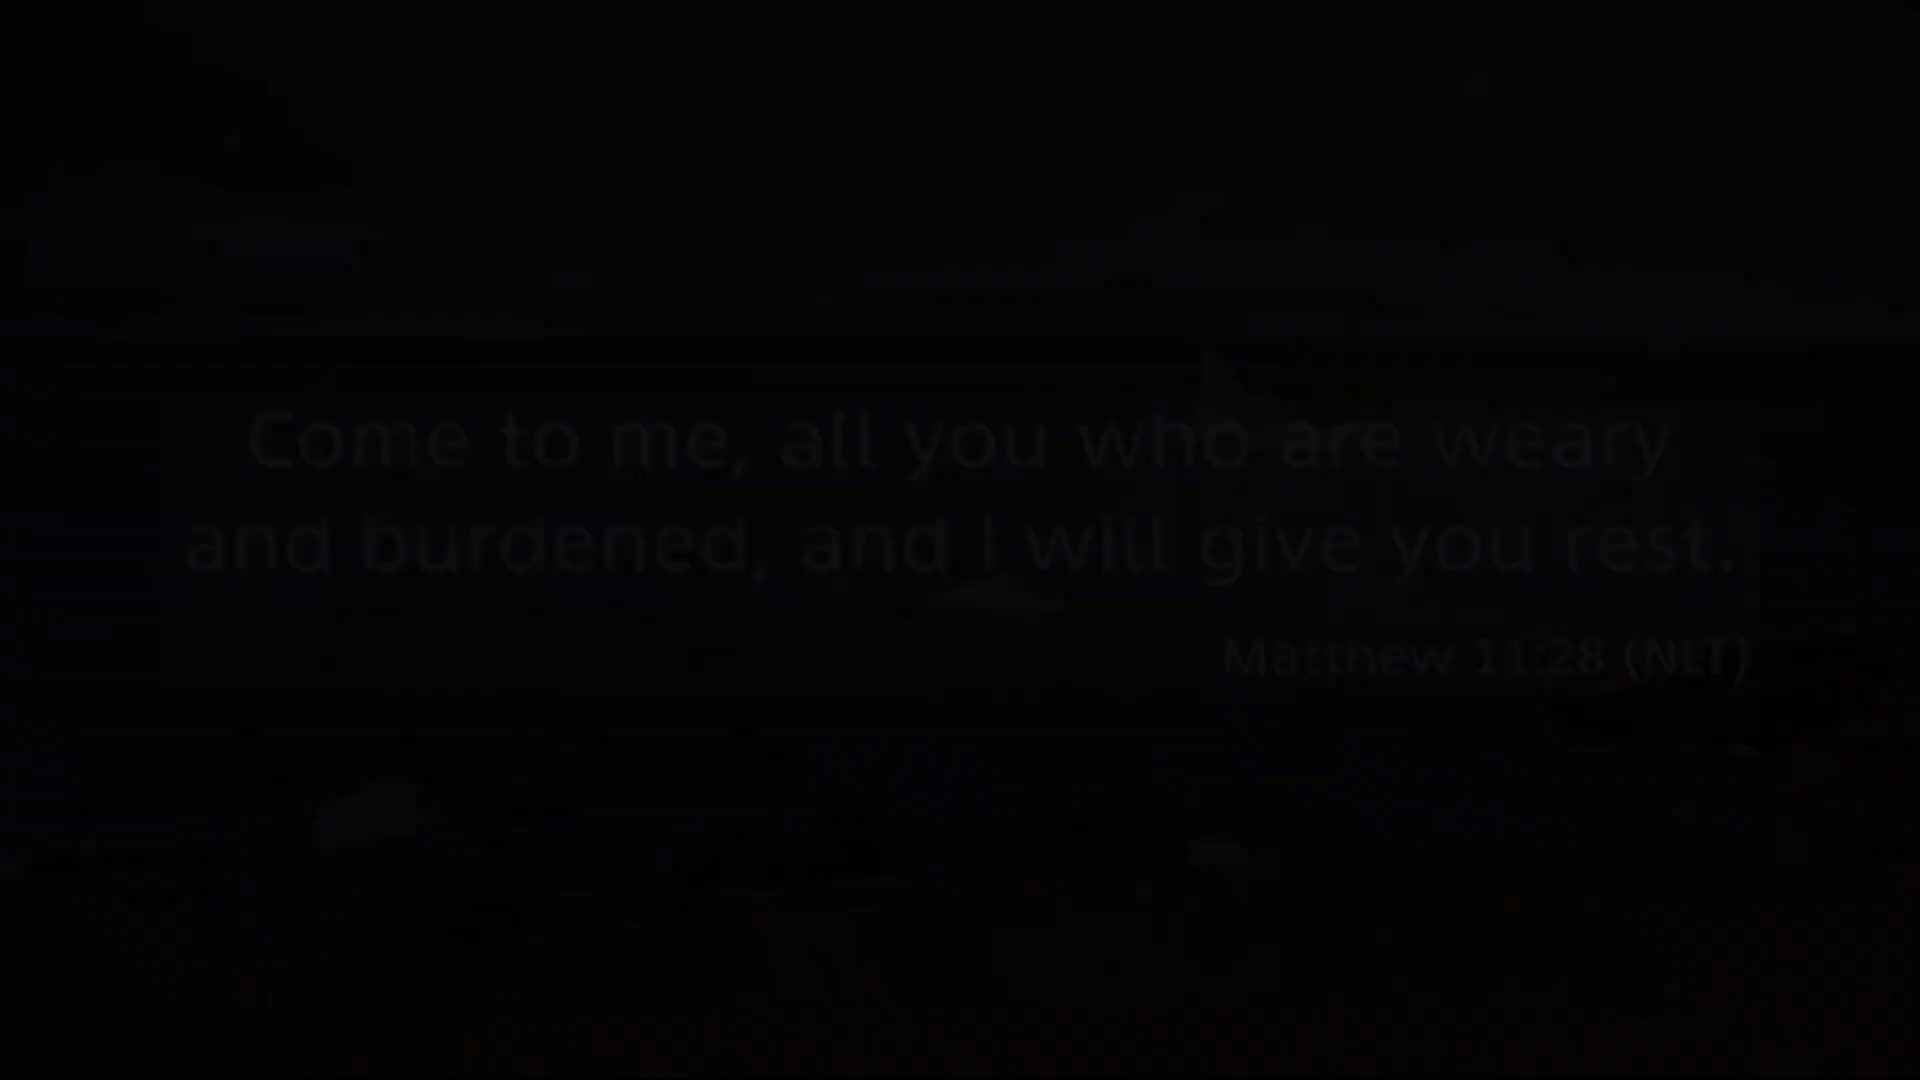 Come to me, all you who are weary
and burdened, and I will give you rest.
Matthew 11:28 (NLT)